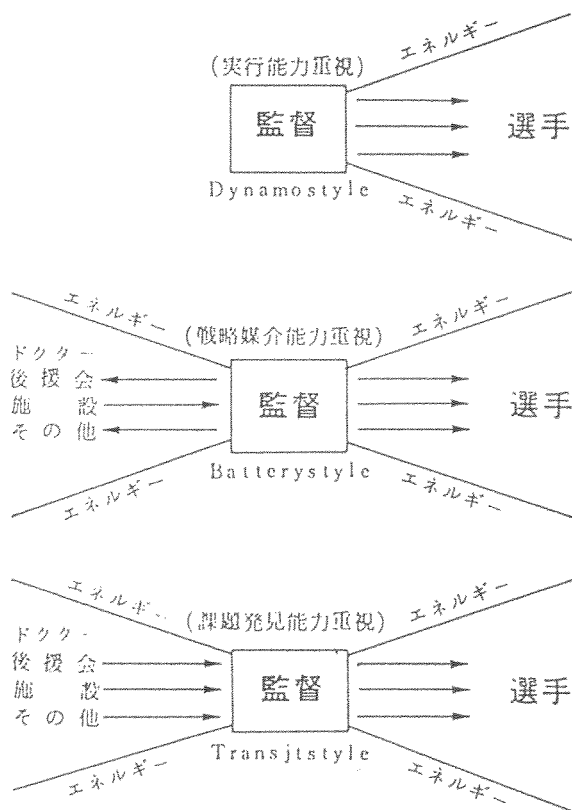 エネルギー
(実行能力重視)
監督
選手
Dynamostyle
エネルギー
エネルギー
エネルギー
(戦略媒介能力重視)
ドクター
後援会
施設
その他
監督
選手
Batterystyle
エネルギー
エネルギー
エネルギー
エネルギー
(課題発見能力重視)
ドクター
後援会
施設
その他
監督
選手
Transjtstyle
エネルギー
エネルギー